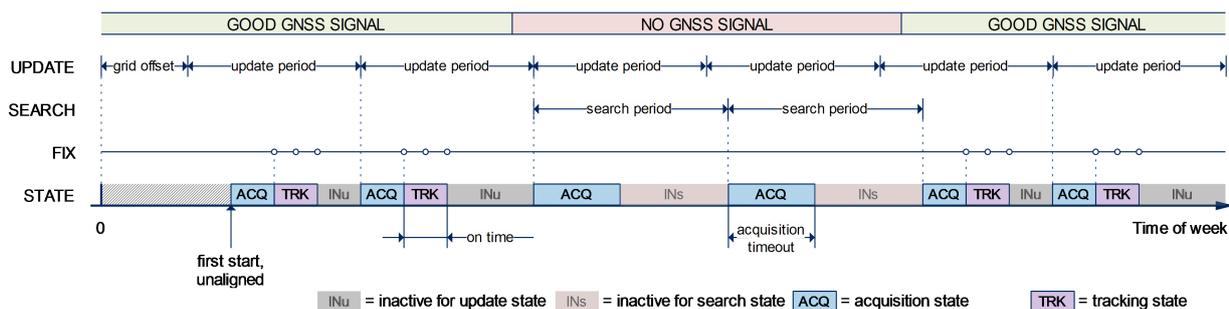 GOOD GNSS SIGNAL NO GNSS SIGNAL GOOD GNSS SIGNAL
UPDATE grid offset update period update period update period update period update period update period
SEARCH search period search period
FIX
STATE ACQ TRK INu ACQ TRK INu ACQ INs ACQ INs ACQ TRK INu ACQ TRK INu
0 Time of week
on time acquisition
timeout
first start,
unaligned
INu = inactive for update state INs = inactive for search state ACQ = acquisition state TRK = tracking state